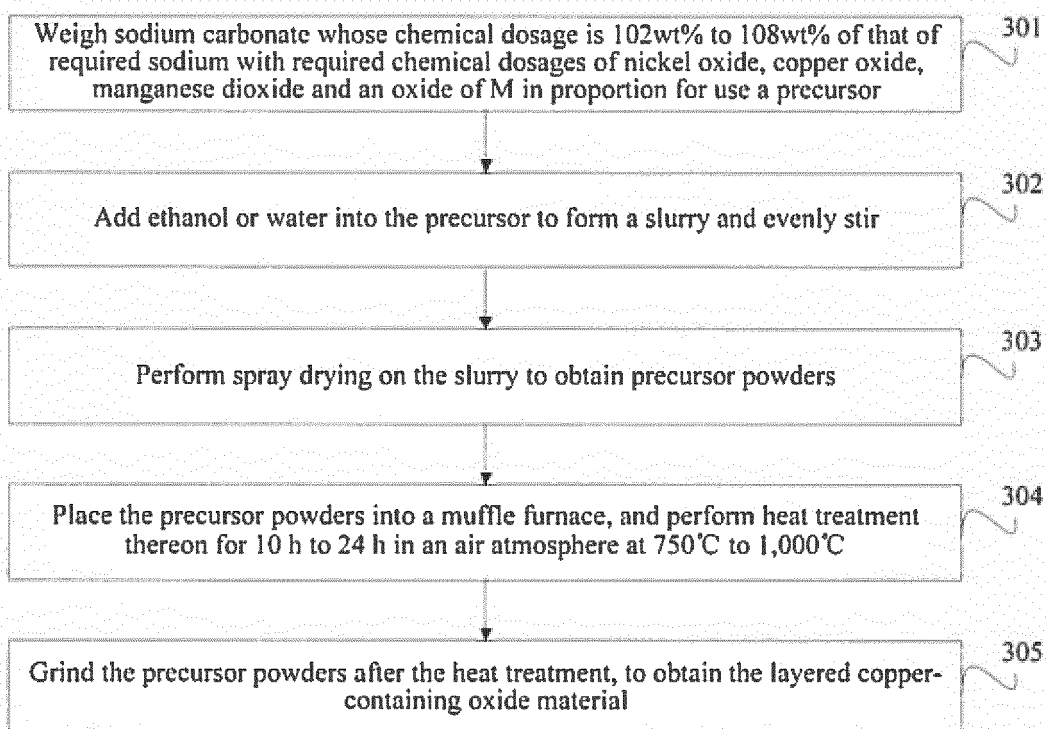 Weigh sodium carbonate whose chemical dosage is 102wt% to 108wt% of that of
required sodium with required chemical dosages of nickel oxide, copper oxide,
manganese dioxide and an oxide of M in proportion for use a precursor
301
Add ethanol or water into the precursor to form a slurry and evenly stir
302
Perform spray drying on the slurry to obtain precursor powders
303
Place the precursor powders into a muffle furnace, and perform heat treatment
thereon for 10 h to 24 h in an air atmosphere at 750℃ to 1,000℃
304
Grind the precursor powders after the heat treatment, to obtain the layered copper-
containing oxide material
305